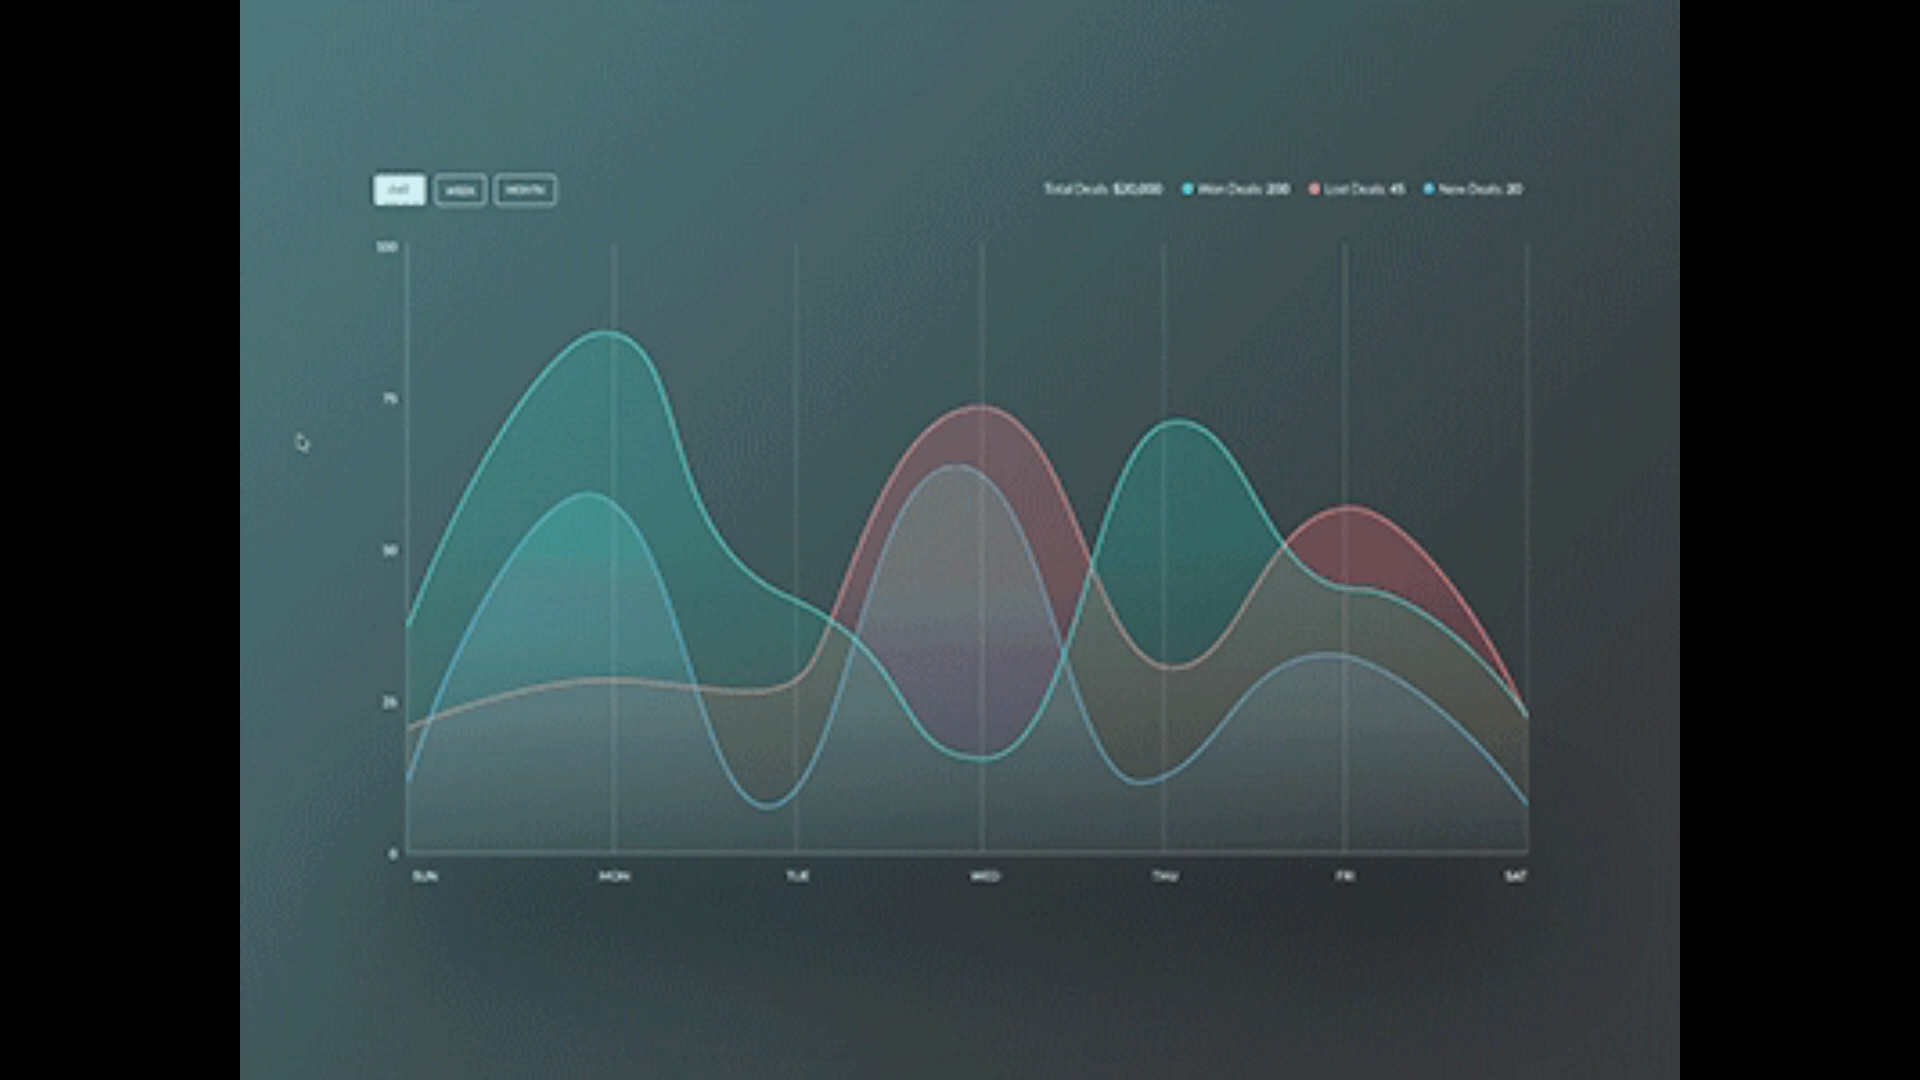 WEEK MONTH
Total Deals: $20,000 Won Deals: 200 Lost Deals: 45 New Deals: 20
100
75
50
25
0
SUN MON TUE WED THU FRI SAT